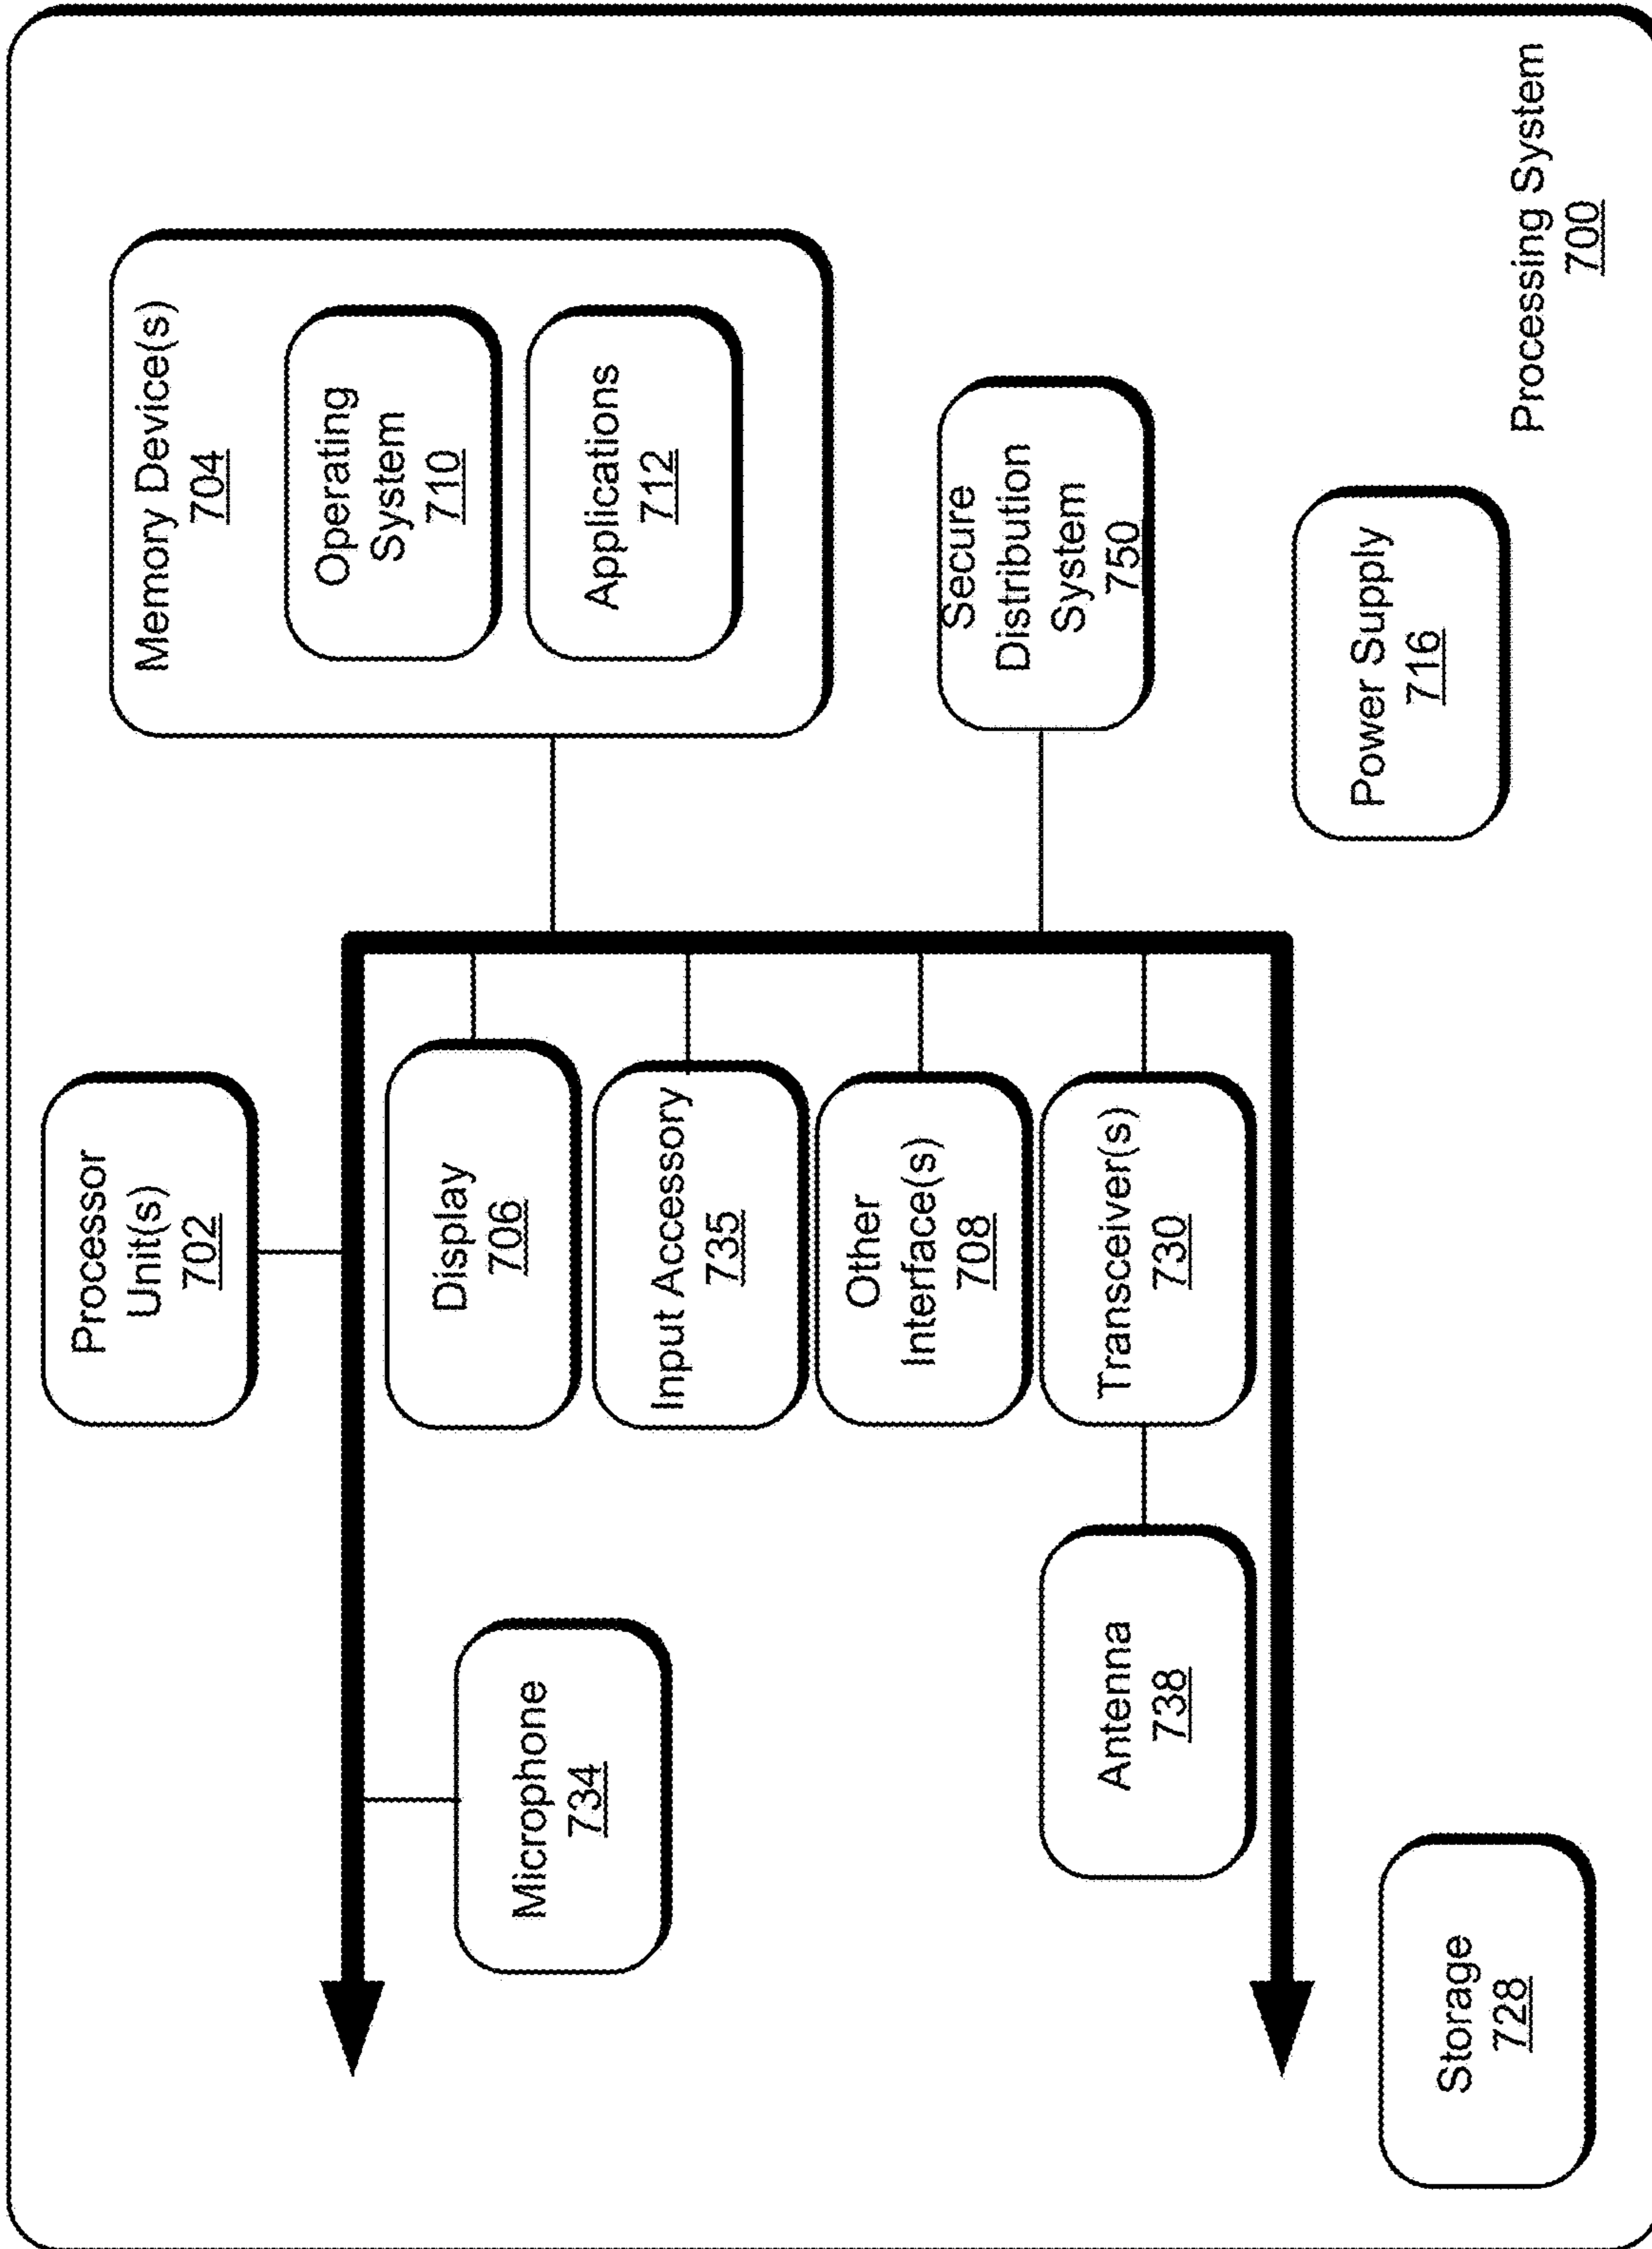 Processor
Unit(s)
702
Memory Device(s)
704
Operating
System
710
Applications
712
Display
706
Input Accessory
735
Other
Interface(s)
708
Transceiver(s)
730
Microphone
734
Antenna
738
Secure
Distribution
System
750
Power Supply
716
Storage
728
Processing System
700